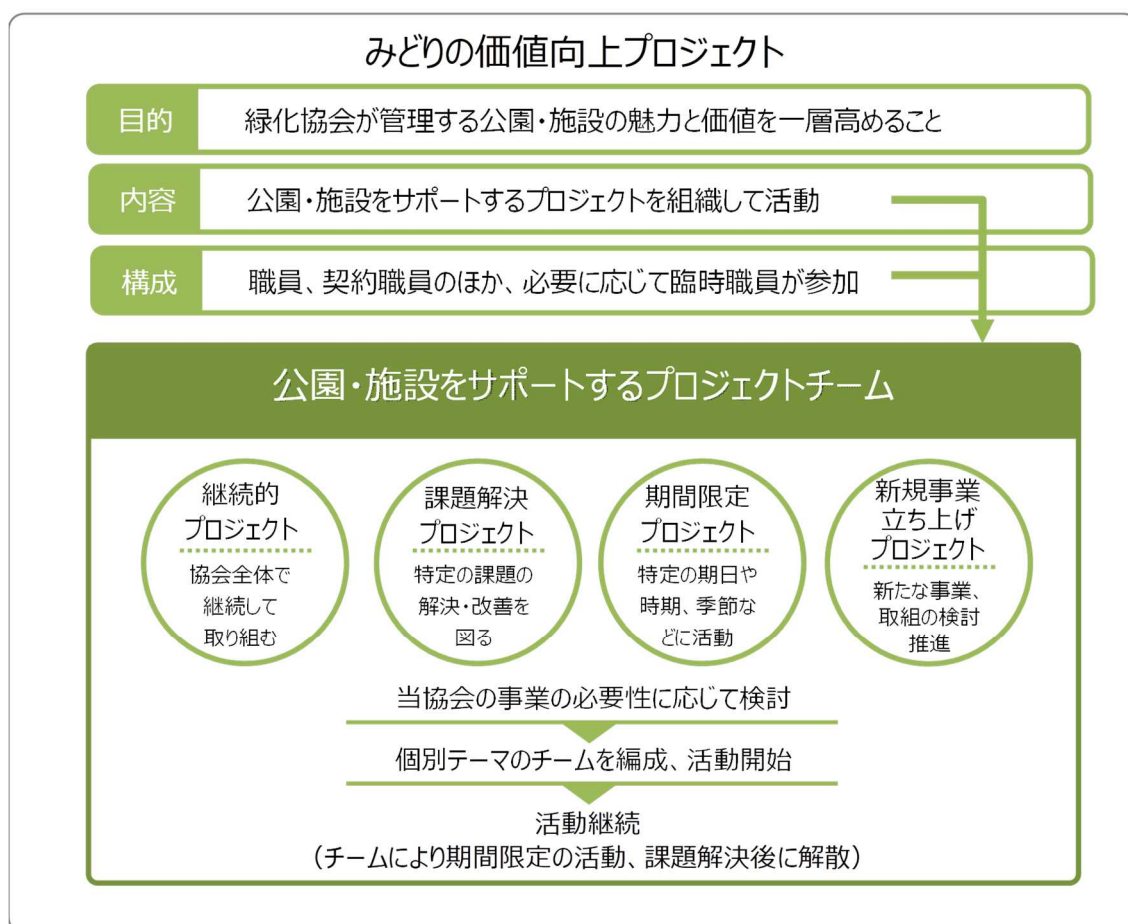 みどりの価値向上プロジェクト
目的
緑化協会が管理する公園・施設の魅力と価値を一層高めること
内容
公園・施設をサポートするプロジェクトを組織して活動
構成
職員、契約職員のほか、必要に応じて臨時職員が参加
公園・施設をサポートするプロジェクトチーム
継続的
プロジェクト
協会全体で
継続して
取り組む
課題解決
プロジェクト
特定の課題の
解決・改善を
図る
期間限定
プロジェクト
特定の期日や
時期、季節な
どに活動
新規事業
立ち上げ
プロジェクト
新たな事業、
取組の検討
推進
当協会の事業の必要性に応じて検討
個別テーマのチームを編成、活動開始
活動継続
（チームにより期間限定の活動、課題解決後に解散）